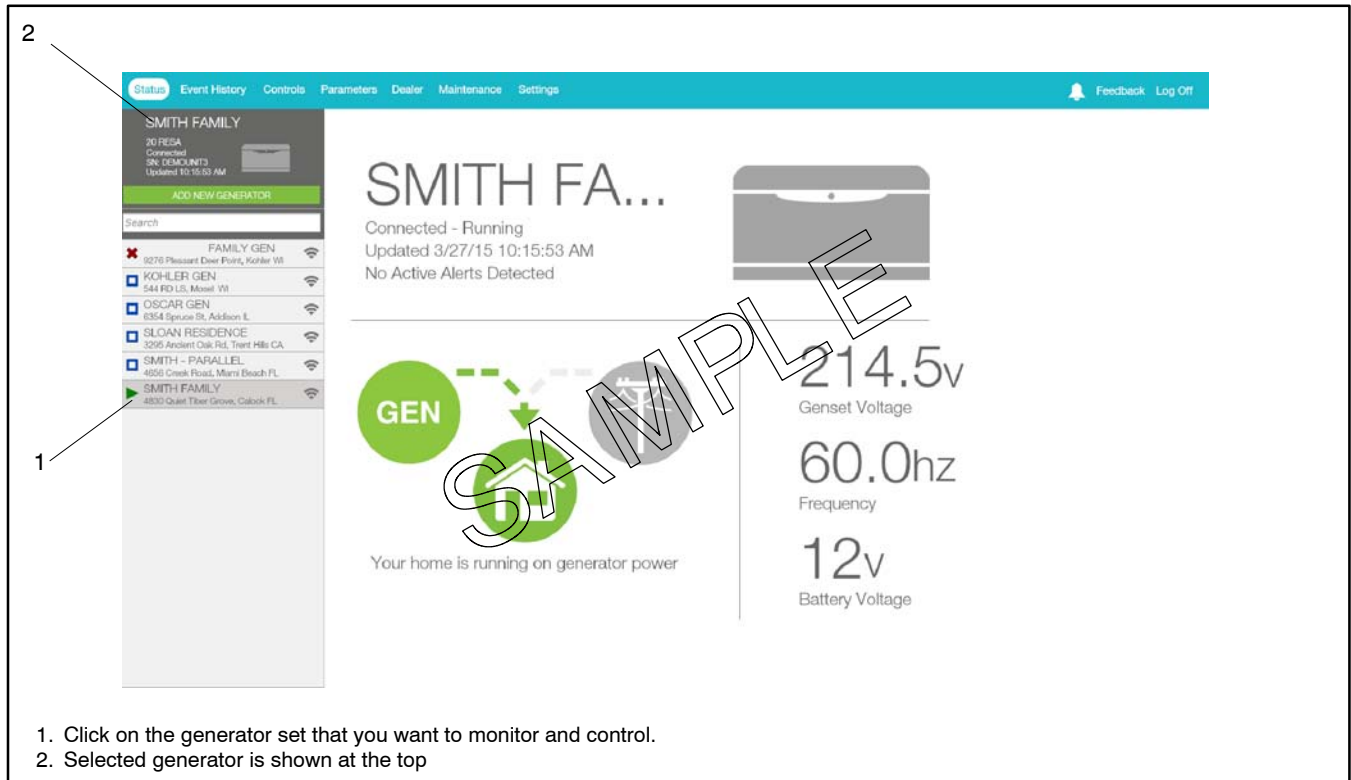 2
Status Event History Controls Parameters Dealer Maintenance Settings Feedback Log Off
SMITH FAMILY
20 RESA
Connected
SN: DEMOUNIT3
Updated 10:15:53 AM
ADD NEW GENERATOR
Search
FAMILY GEN
9276 Pleasant Deer Point, Kohler WI
KOHLER GEN
544 RD LS, Mosel WI
OSCAR GEN
6354 Spruce St, Addison IL
SLOAN RESIDENCE
3295 Ancient Oak Rd, Trent Hills CA
SMITH - PARALLEL
4656 Creek Road, Miami Beach FL
SMITH FAMILY
4830 Quiet Tiber Grove, Calook FL
1
SMITH FA...
Connected - Running
Updated 3/27/15 10:15:53 AM
No Active Alerts Detected
GEN
Your home is running on generator power
214.5v
Genset Voltage
60.0hz
Frequency
12v
Battery Voltage
SAMPLE
1. Click on the generator set that you want to monitor and control.
2. Selected generator is shown at the top